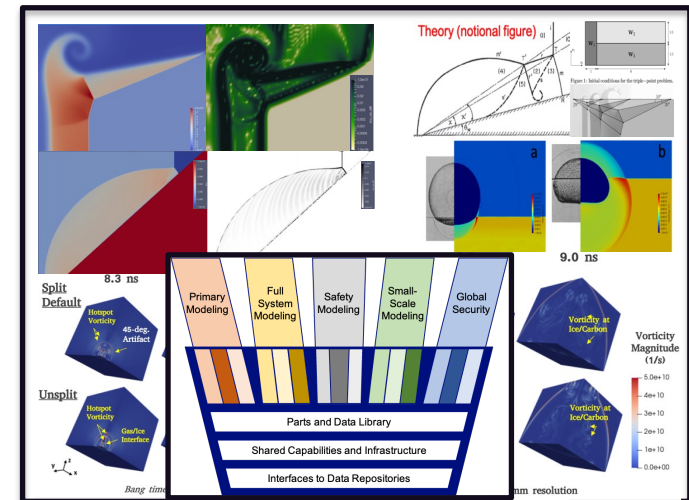 Theory (notional figure)
W₂
W₃
Figure 1: Initial conditions for the triple-point problem.
a
b
8.3 ns
9.0 ns
Split
Default
Hotspot
Vorticity
45-deg.
Artifact
Unsplit
Hotspot
Vorticity
Gas/Ice
Interface
y
z
x
Bang time
Primary
Modeling
Full
System
Modeling
Safety
Modeling
Small-
Scale
Modeling
Global
Security
Parts and Data Library
Shared Capabilities and Infrastructure
Interfaces to Data Repositories
Vorticity at
Ice/Carbon
Vorticity at
Ice/Carbon
Vorticity
Magnitude
(1/s)
5.0e+10
4e+10
3e+10
2e+10
1e+10
0.0e+00
nm resolution